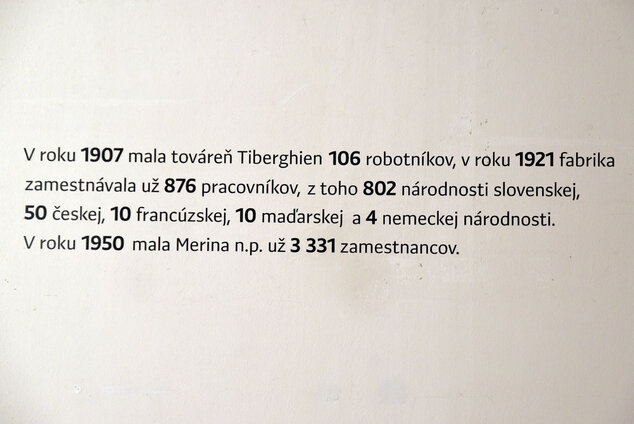 V roku 1907 mala továreň Tiberghien 106 robotníkov, v roku 1921 fabrika
zamestnávala už 876 pracovníkov, z toho 802 národnosti slovenskej,
50 českej, 10 francúzskej, 10 maďarskej a 4 nemeckej národnosti.
V roku 1950 mala Merina n.p. už 3 331 zamestnancov.